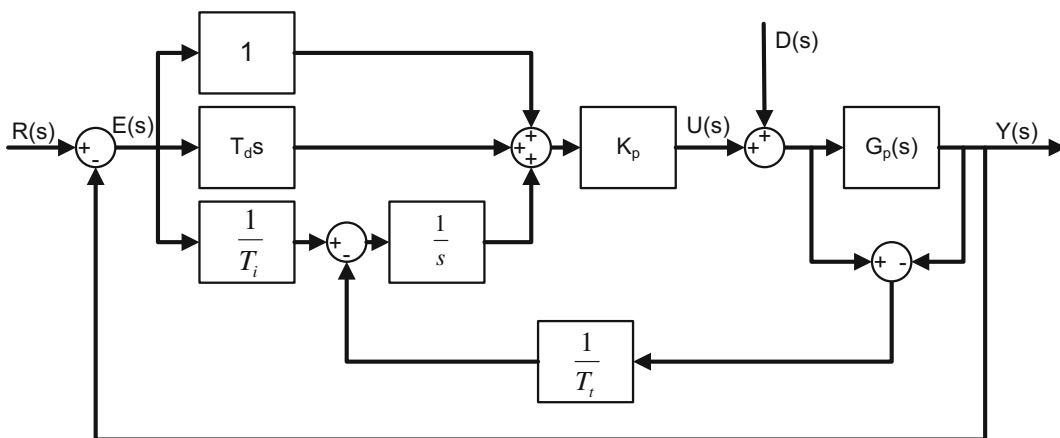 1
D(s)
R(s)
+
-
E(s)
T_d s
+
+
+
K_p
U(s)
+
+
G_p(s)
Y(s)
1
T_i
+
-
1
s
+
-
1
T_t